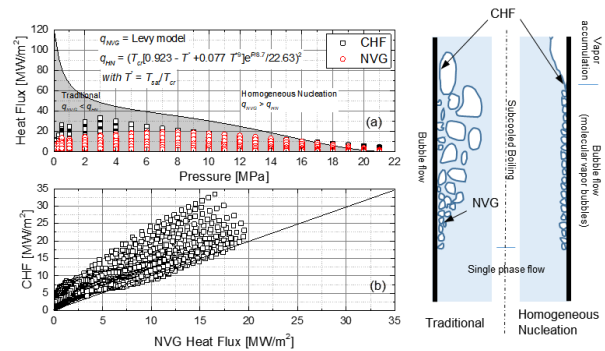 120
100
80
60
40
20
0
Heat Flux [MW/m²]
q_NVG = Levy model
q_HN = (T_cr[0.923 - T* + 0.077 T*⁹]e^P/6.7/22.63)²
with T* = T_sat/T_cr
CHF
NVG
Traditional
q_NVG < q_HN
Homogeneous Nucleation
q_NVG > q_HN
(a)
0 2 4 6 8 10 12 14 16 18 20 22
Pressure [MPa]
35
30
25
20
15
10
5
0
CHF [MW/m²]
(b)
0 5 10 15 20 25 30 35
NVG Heat Flux [MW/m²]
CHF
Vapor
accumulation
Bubble flow
Subcooled Boiling
Bubble flow
(molecular vapor bubbles)
NVG
Single phase flow
Traditional
Homogeneous
Nucleation